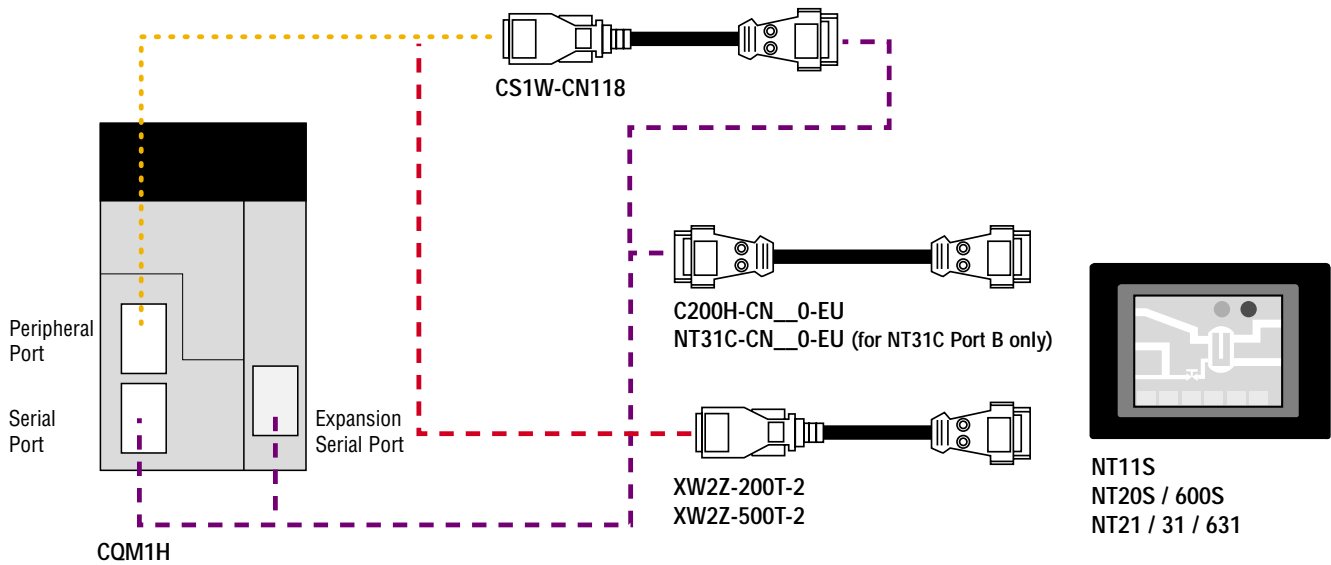 CS1W-CN118
Peripheral
Port
Serial
Port
Expansion
Serial Port
CQM1H
C200H-CN__0-EU
NT31C-CN__0-EU (for NT31C Port B only)
XW2Z-200T-2
XW2Z-500T-2
NT11S
NT20S / 600S
NT21 / 31 / 631